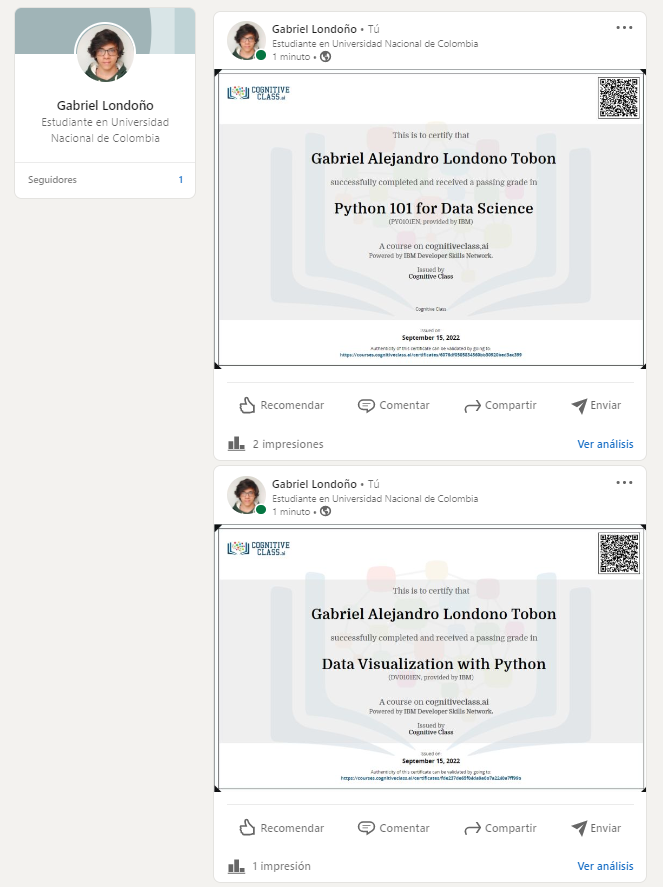 Gabriel Londoño
Estudiante en Universidad
Nacional de Colombia
Seguidores 1
Gabriel Londoño • Tú
Estudiante en Universidad Nacional de Colombia
1 minuto •
COGNITIVE
CLASS.ai
This is to certify that
Gabriel Alejandro Londono Tobon
successfully completed and received a passing grade in
Python 101 for Data Science
(PY0101EN, provided by IBM)
A course on cognitiveclass.ai
Powered by IBM Developer Skills Network.
Issued by
Cognitive Class
Cognitive Class
Issued on
September 15, 2022
Authenticity of this certificate can be validated by going to:
Recomendar Comentar Compartir Enviar
2 impresiones Ver análisis
Gabriel Londoño • Tú
Estudiante en Universidad Nacional de Colombia
1 minuto •
COGNITIVE
CLASS.ai
This is to certify that
Gabriel Alejandro Londono Tobon
successfully completed and received a passing grade in
Data Visualization with Python
(DV0101EN, provided by IBM)
A course on cognitiveclass.ai
Powered by IBM Developer Skills Network.
Issued by
Cognitive Class
Issued on
September 15, 2022
Authenticity of this certificate can be validated by going to:
Recomendar Comentar Compartir Enviar
1 impresión Ver análisis